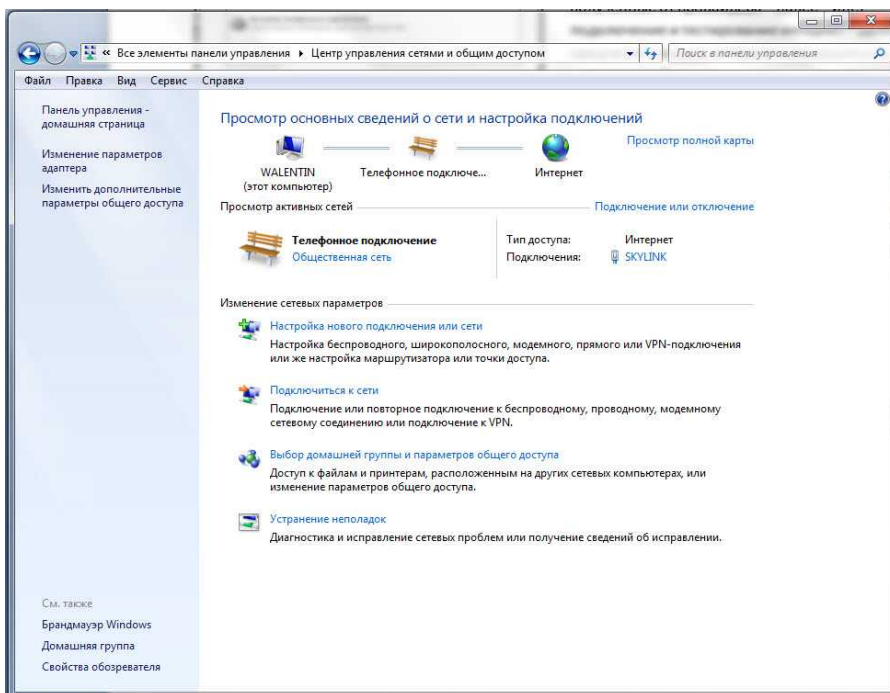 « Все элементы панели управления ▸ Центр управления сетями и общим доступом
Поиск в панели управления
Файл Правка Вид Сервис Справка
Панель управления -
домашняя страница
Изменение параметров
адаптера
Изменить дополнительные
параметры общего доступа
Просмотр основных сведений о сети и настройка подключений
Просмотр полной карты
WALENTIN
(этот компьютер)
Телефонное подключе...
Интернет
Просмотр активных сетей
Подключение или отключение
Телефонное подключение
Общественная сеть
Тип доступа: Интернет
Подключения: SKYLINK
Изменение сетевых параметров
Настройка нового подключения или сети
Настройка беспроводного, широкополосного, модемного, прямого или VPN-подключения
или же настройка маршрутизатора или точки доступа.
Подключиться к сети
Подключение или повторное подключение к беспроводному, проводному, модемному
сетевому соединению или подключение к VPN.
Выбор домашней группы и параметров общего доступа
Доступ к файлам и принтерам, расположенным на других сетевых компьютерах, или
изменение параметров общего доступа.
Устранение неполадок
Диагностика и исправление сетевых проблем или получение сведений об исправлении.
См. также
Брандмауэр Windows
Домашняя группа
Свойства обозревателя